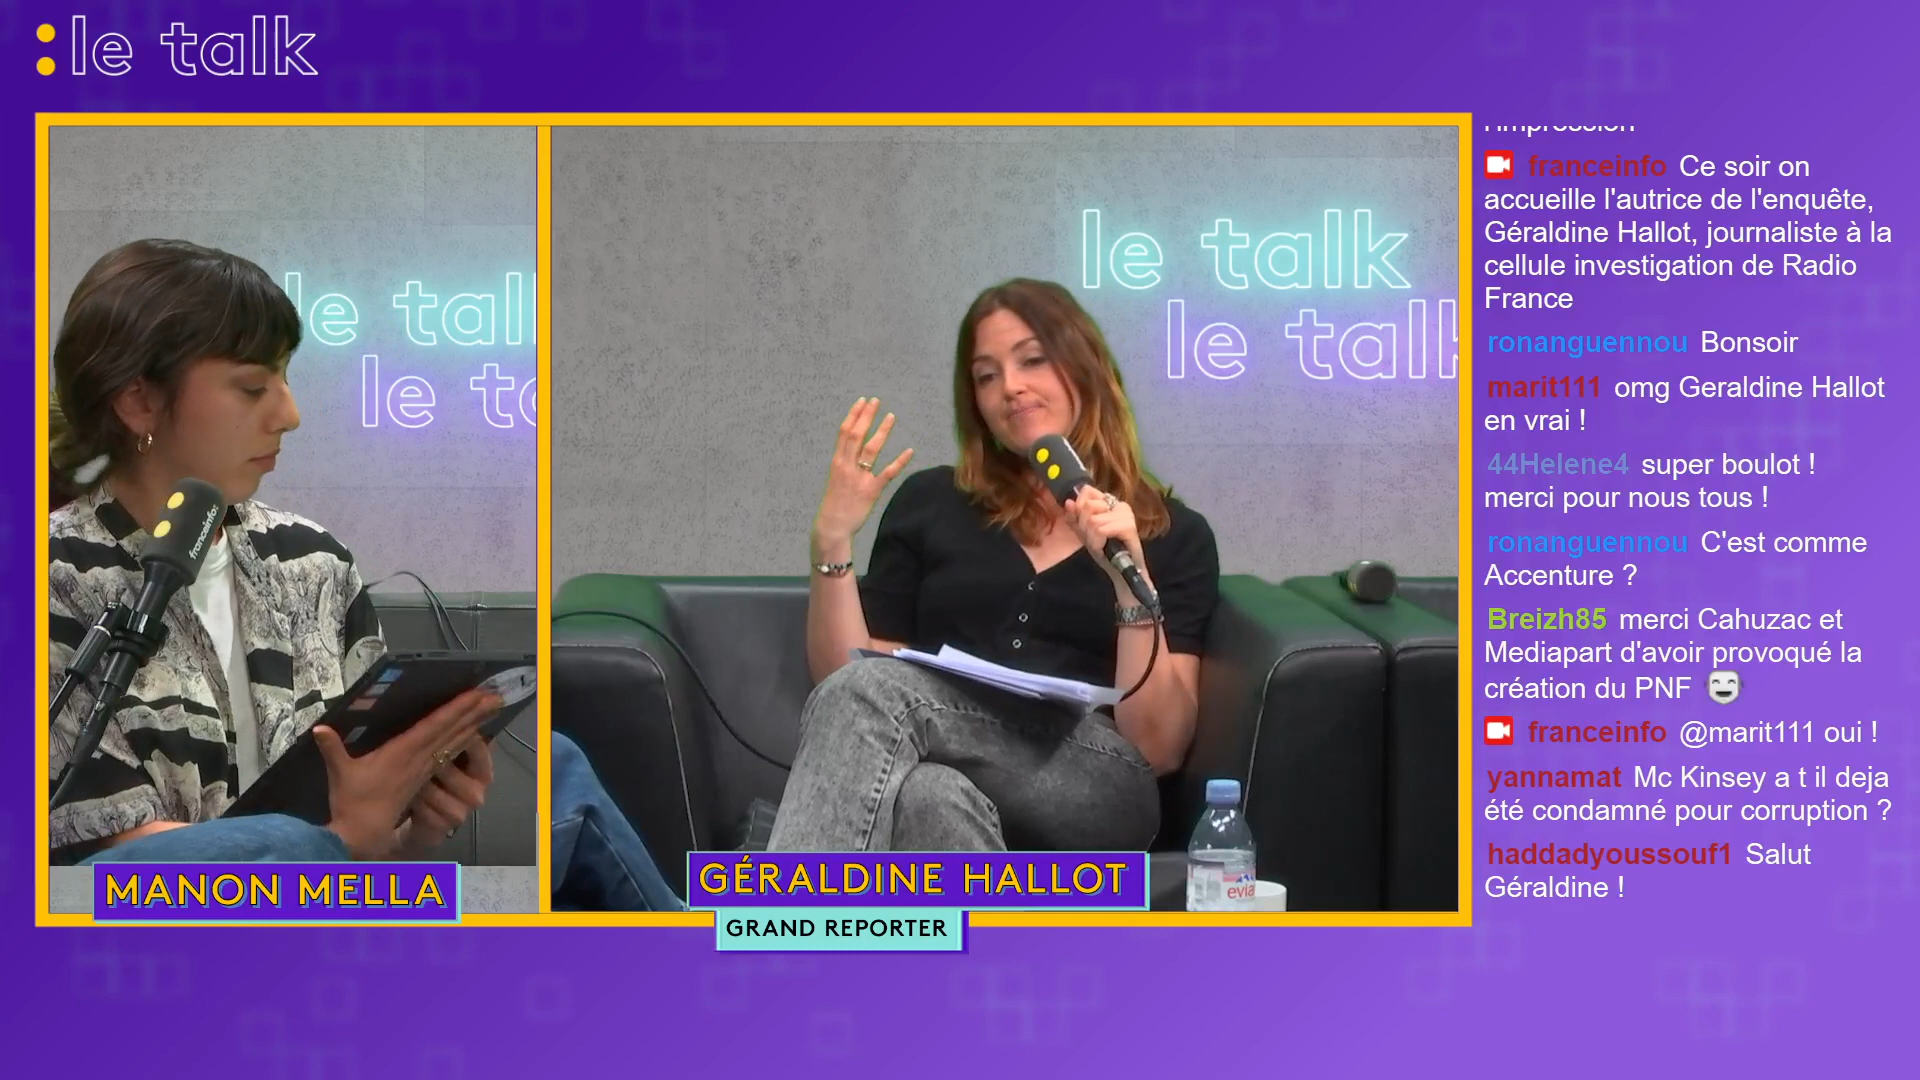 :le talk
le talk
le ta
le talk
le talk
franceinfo:
evian
MANON MELLA
GÉRALDINE HALLOT
GRAND REPORTER
l'impression
franceinfo Ce soir on
accueille l'autrice de l'enquête,
Géraldine Hallot, journaliste à la
cellule investigation de Radio
France
ronanguennou Bonsoir
marit111 omg Geraldine Hallot
en vrai !
44Helene4 super boulot !
merci pour nous tous !
ronanguennou C'est comme
Accenture ?
Breizh85 merci Cahuzac et
Mediapart d'avoir provoqué la
création du PNF
franceinfo @marit111 oui !
yannamat Mc Kinsey a t il deja
été condamné pour corruption ?
haddadyoussouf1 Salut
Géraldine !